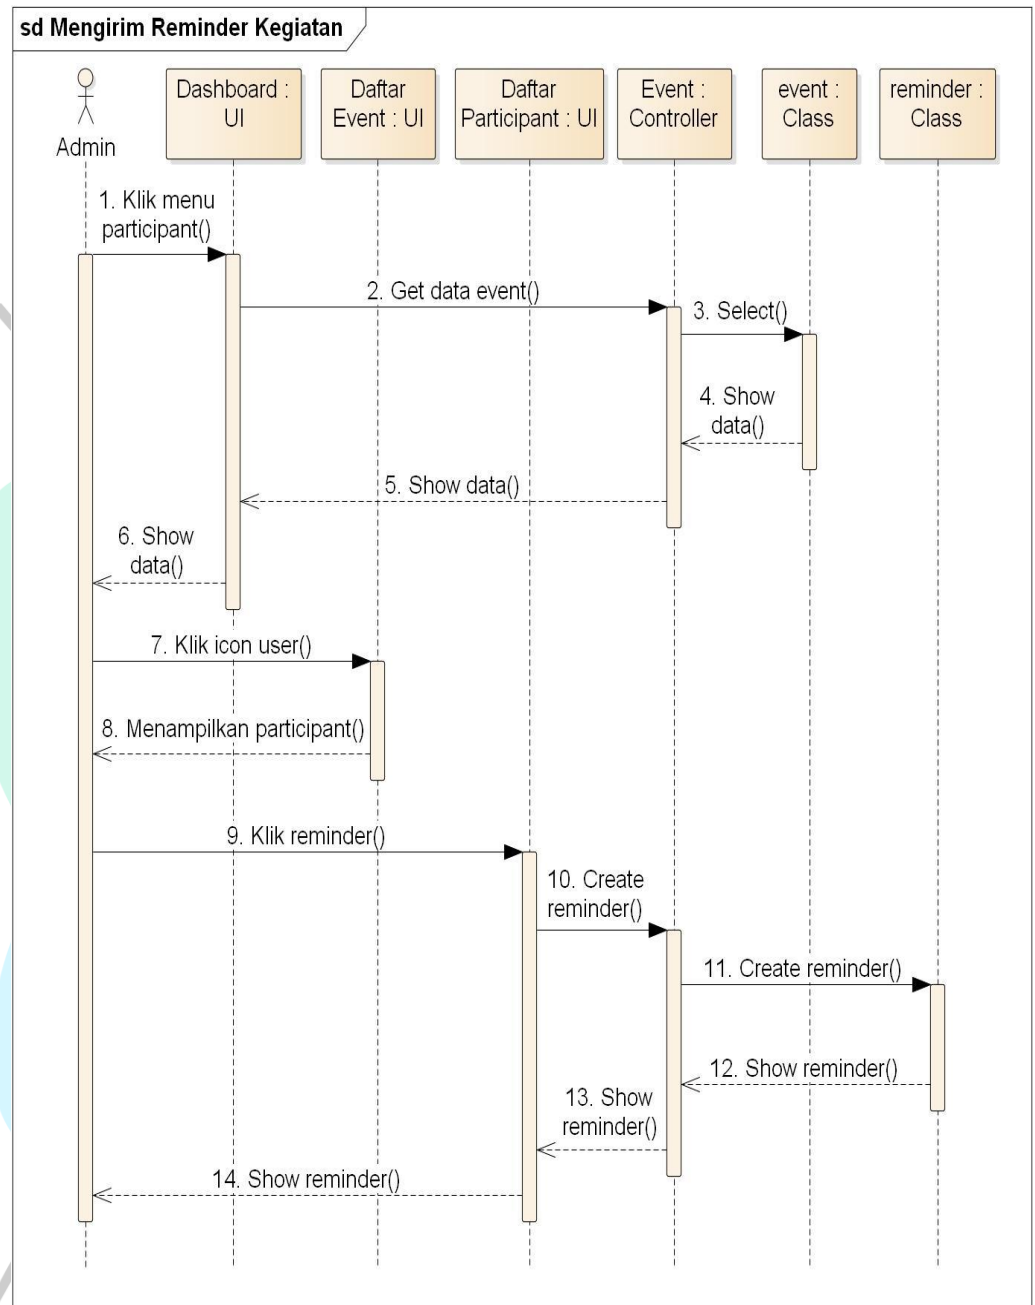 sd Mengirim Reminder Kegiatan
Admin
Dashboard :
UI
Daftar
Event : UI
Daftar
Participant : UI
Event :
Controller
event :
Class
reminder :
Class
1. Klik menu
participant()
2. Get data event()
3. Select()
4. Show
data()
5. Show data()
6. Show
data()
7. Klik icon user()
8. Menampilkan participant()
9. Klik reminder()
10. Create
reminder()
11. Create reminder()
12. Show reminder()
13. Show
reminder()
14. Show reminder()